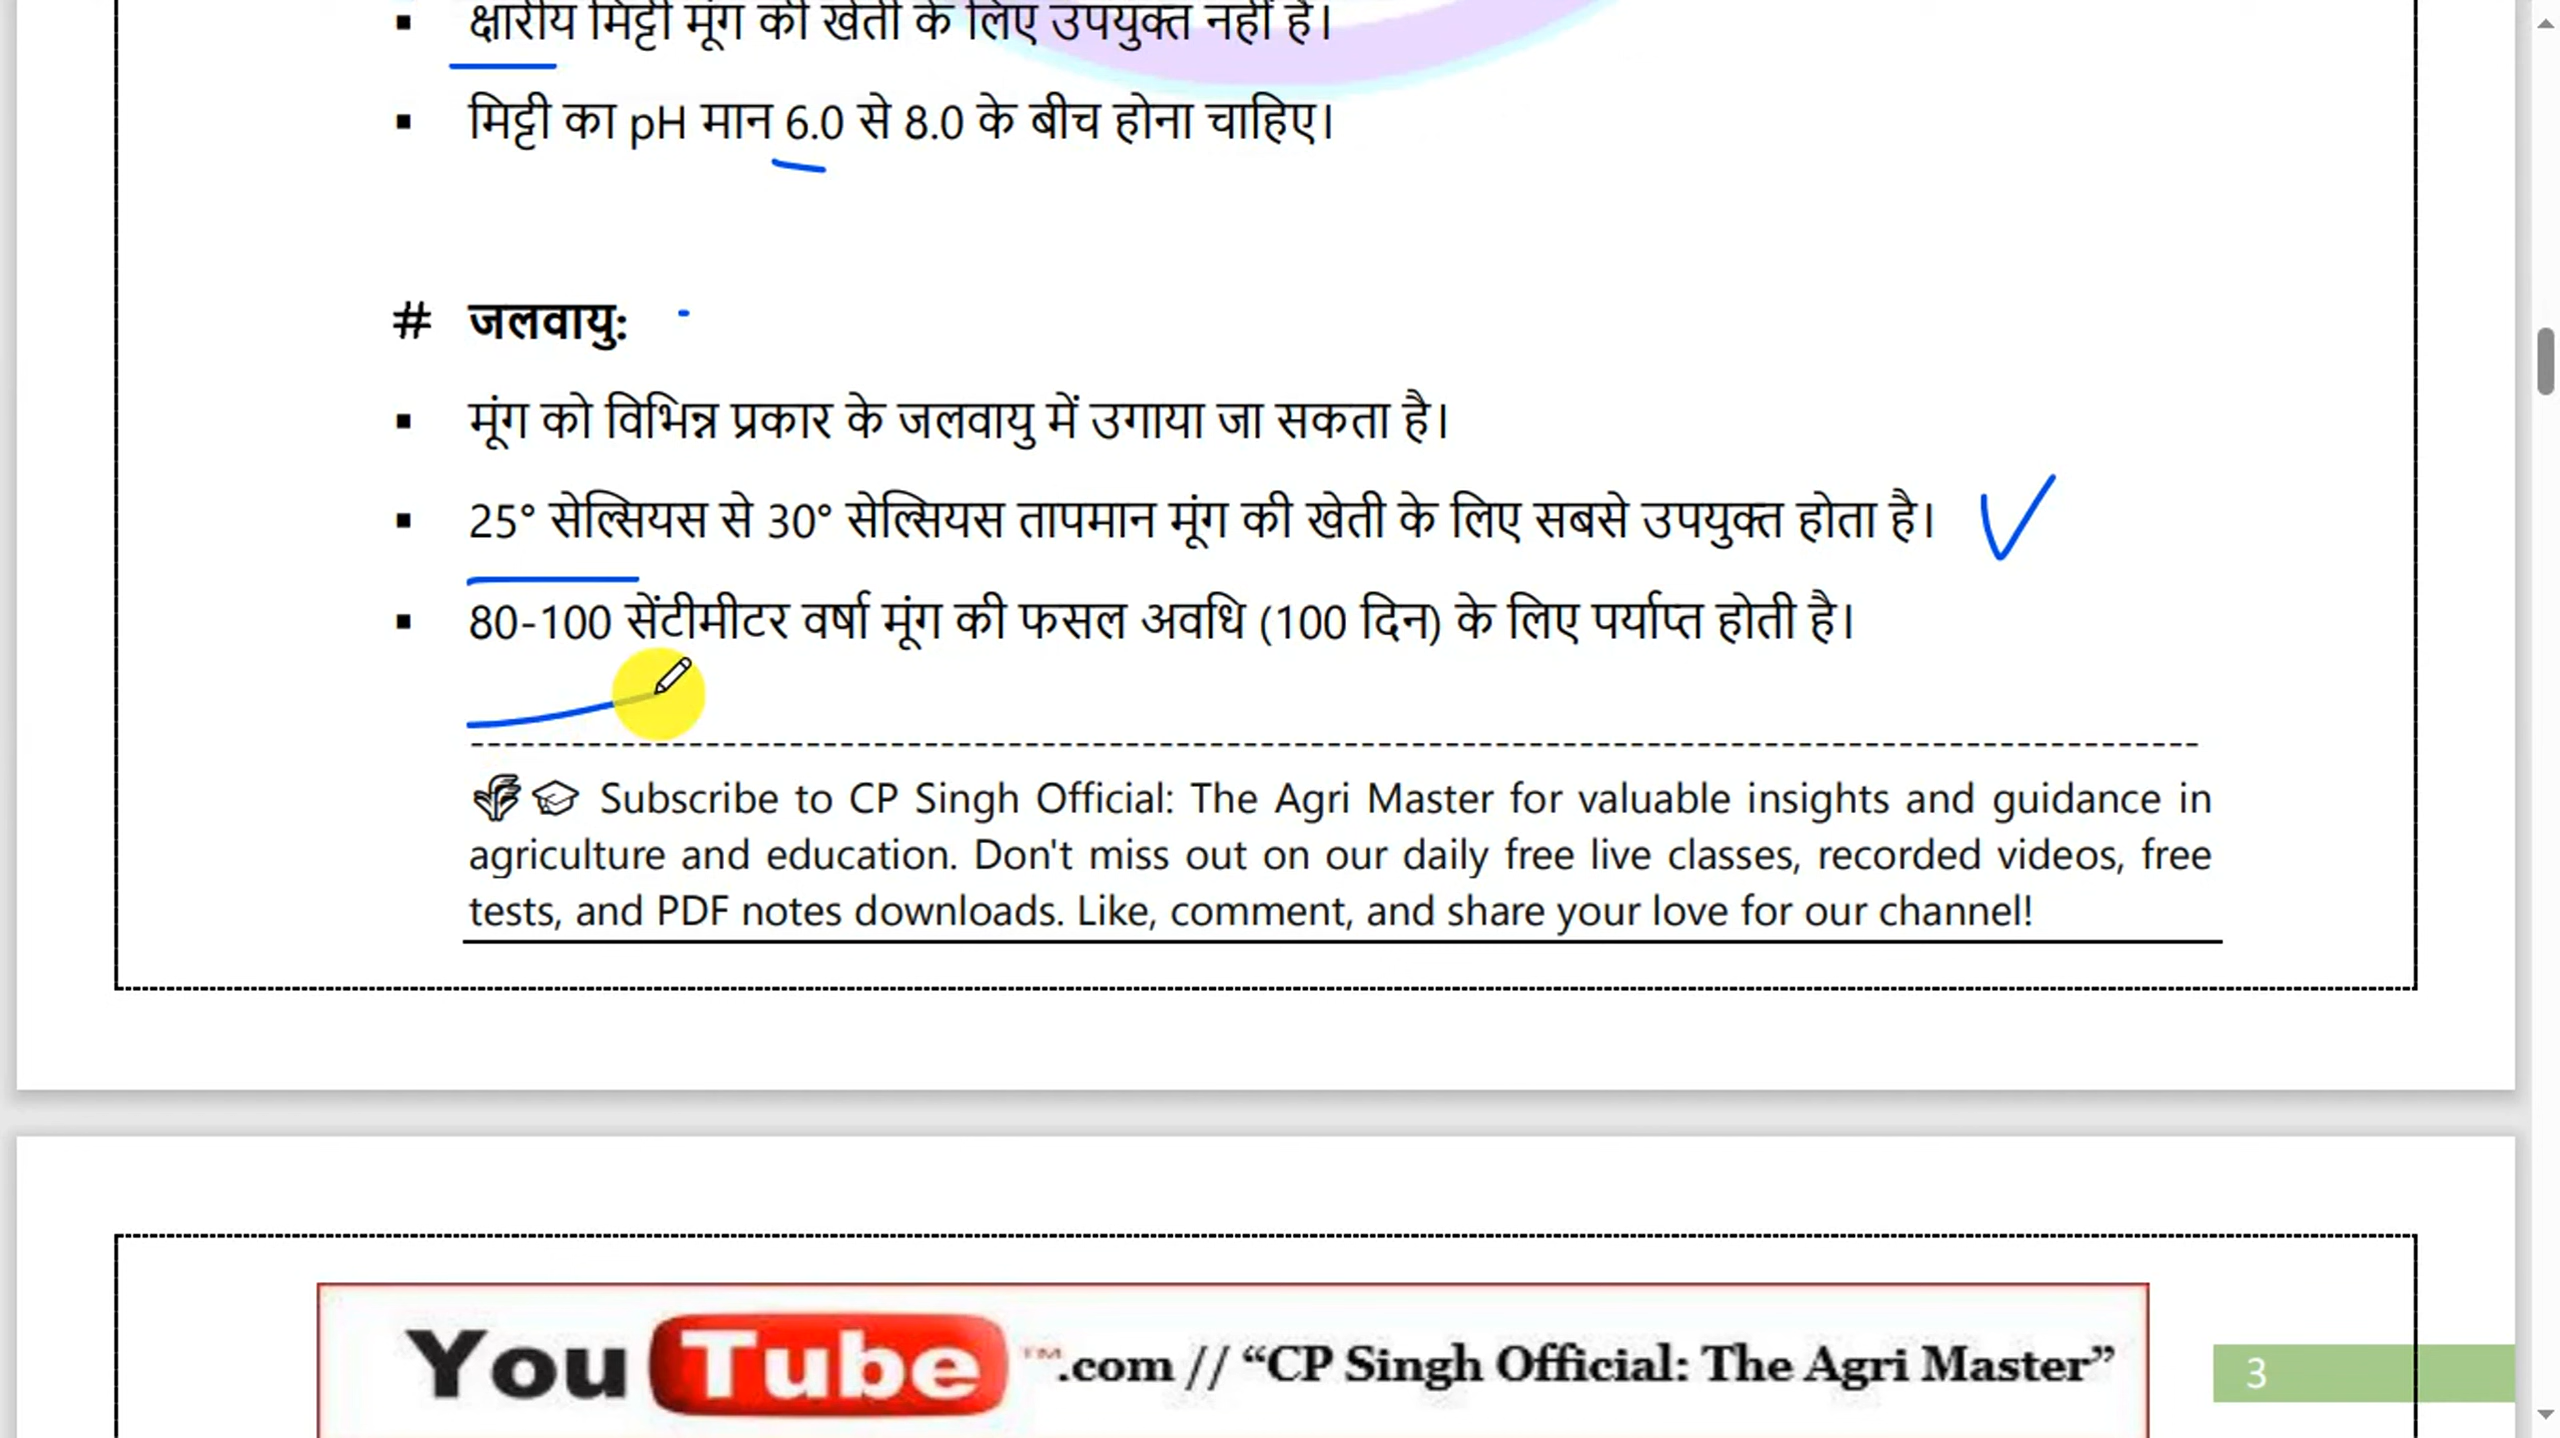 ▪ क्षारीय मिट्टी मूंग की खेती के लिए उपयुक्त नहीं है।
▪ मिट्टी का pH मान 6.0 से 8.0 के बीच होना चाहिए।
# जलवायु:
▪ मूंग को विभिन्न प्रकार के जलवायु में उगाया जा सकता है।
▪ 25° सेल्सियस से 30° सेल्सियस तापमान मूंग की खेती के लिए सबसे उपयुक्त होता है।
▪ 80-100 सेंटीमीटर वर्षा मूंग की फसल अवधि (100 दिन) के लिए पर्याप्त होती है।
Subscribe to CP Singh Official: The Agri Master for valuable insights and guidance in
agriculture and education. Don't miss out on our daily free live classes, recorded videos, free
tests, and PDF notes downloads. Like, comment, and share your love for our channel!
YouTube™.com // “CP Singh Official: The Agri Master”
3